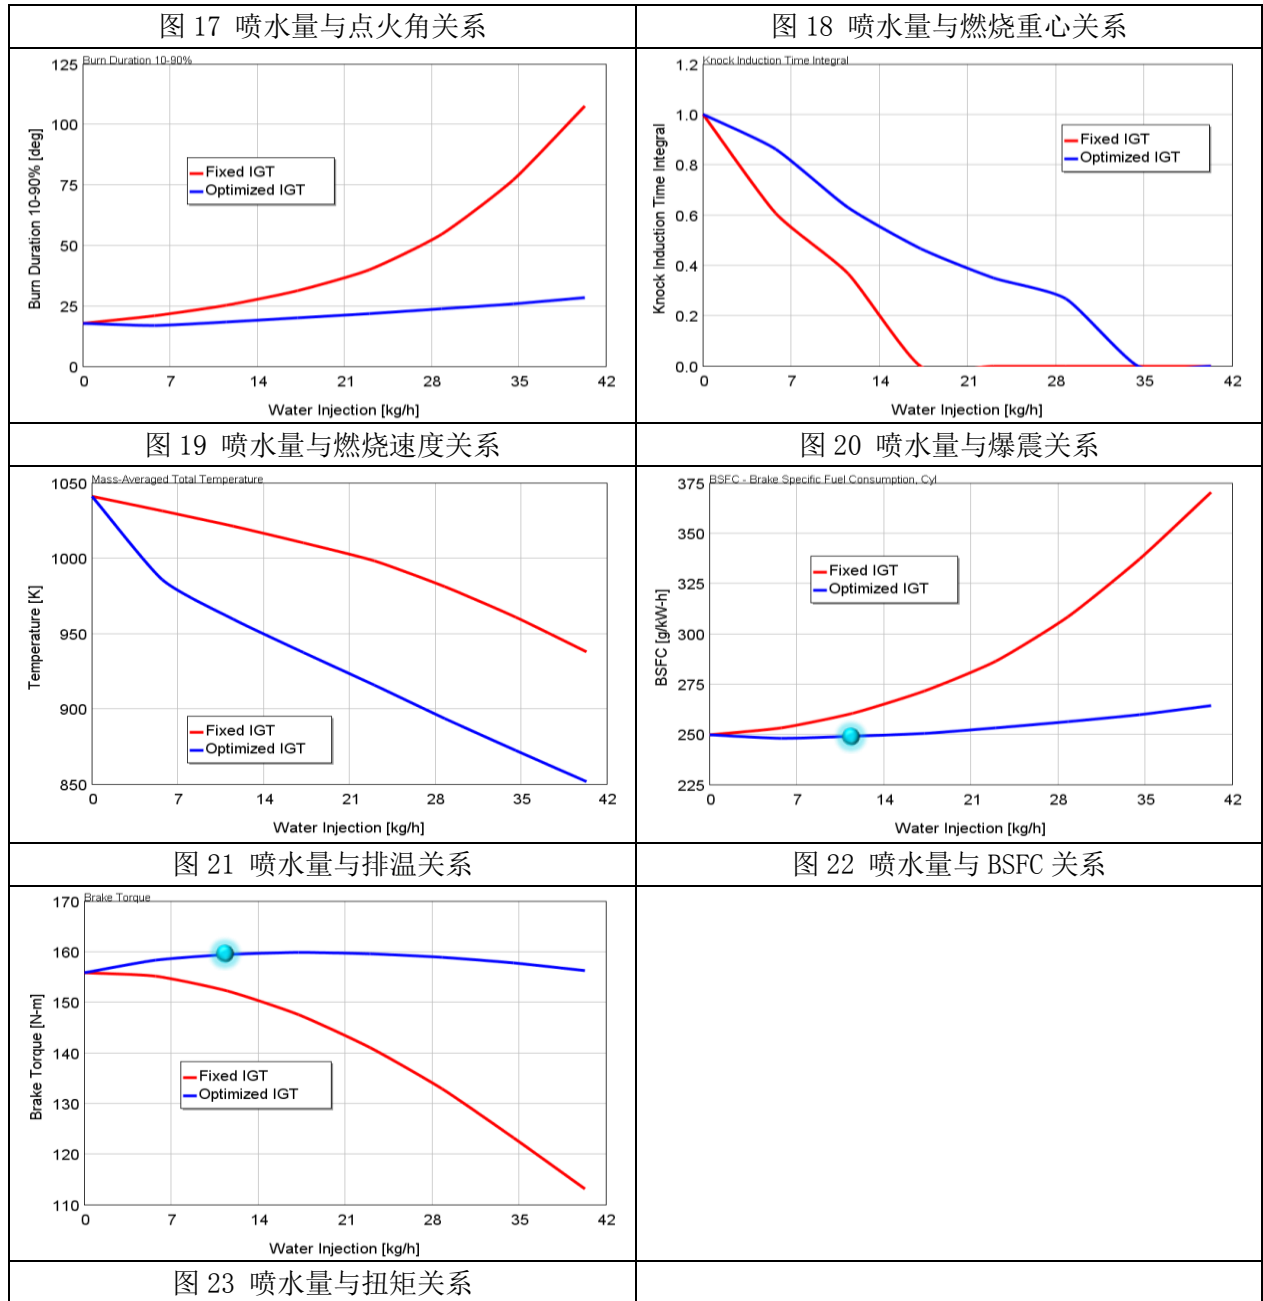 图 17 喷水量与点火角关系
图 18 喷水量与燃烧重心关系
Burn Duration 10-90%
125
100
75
50
25
0
Burn Duration 10-90% [deg]
Fixed IGT
Optimized IGT
0 7 14 21 28 35 42
Water Injection [kg/h]
Knock Induction Time Integral
1.2
1.0
0.8
0.6
0.4
0.2
0.0
Knock Induction Time Integral
Fixed IGT
Optimized IGT
0 7 14 21 28 35 42
Water Injection [kg/h]
图 19 喷水量与燃烧速度关系
图 20 喷水量与爆震关系
Mass-Averaged Total Temperature
1050
1000
950
900
850
Temperature [K]
Fixed IGT
Optimized IGT
0 7 14 21 28 35 42
Water Injection [kg/h]
BSFC - Brake Specific Fuel Consumption, Cyl
375
350
325
300
275
250
225
BSFC [g/kW-h]
Fixed IGT
Optimized IGT
0 7 14 21 28 35 42
Water Injection [kg/h]
图 21 喷水量与排温关系
图 22 喷水量与 BSFC 关系
Brake Torque
170
160
150
140
130
120
110
Brake Torque [N-m]
Fixed IGT
Optimized IGT
0 7 14 21 28 35 42
Water Injection [kg/h]
图 23 喷水量与扭矩关系